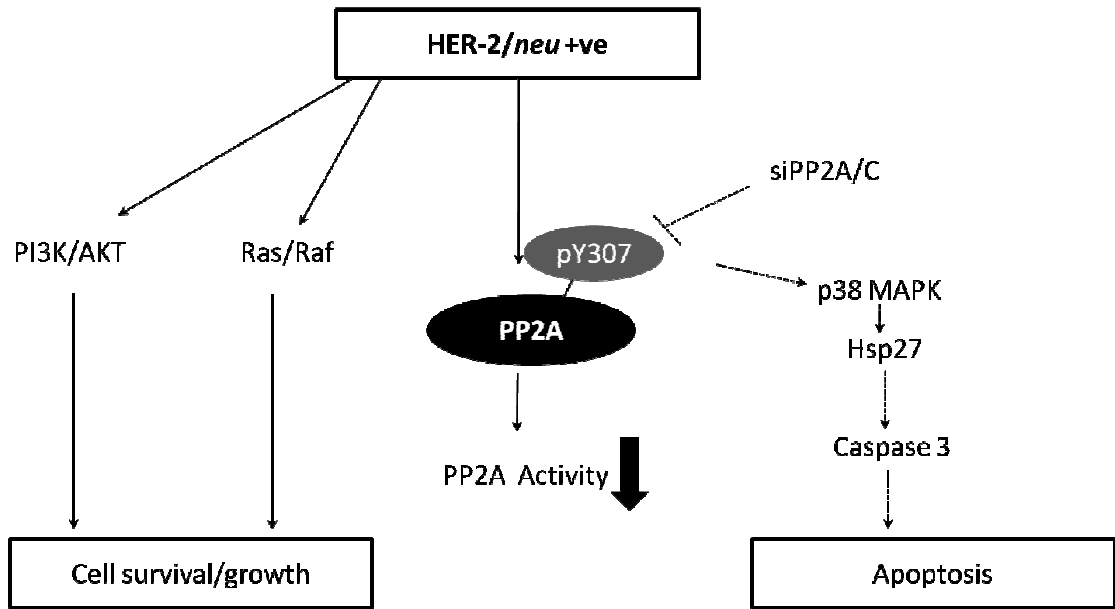 HER-2/neu +ve
siPP2A/C
PI3K/AKT
Ras/Raf
pY307
p38 MAPK
PP2A
Hsp27
Caspase 3
PP2A Activity
Cell survival/growth
Apoptosis